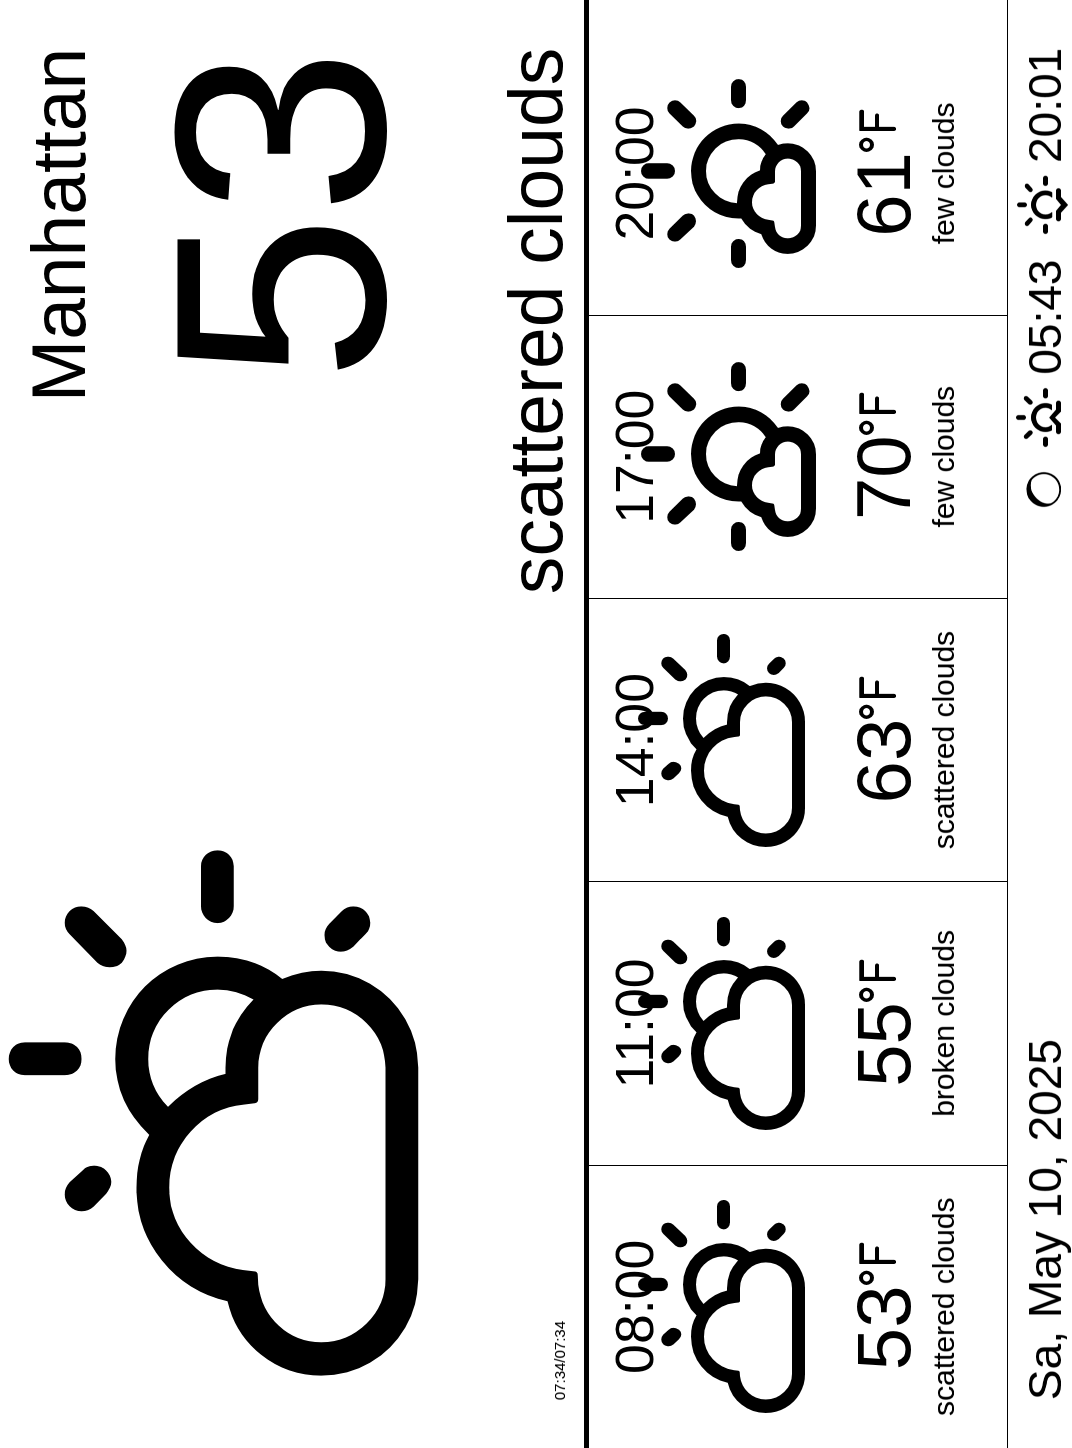 Manhattan
53
scattered clouds
07:34/07:34
08:00
11:00
14:00
17:00
20:00
53°F
55°F
63°F
70°F
61°F
scattered clouds
broken clouds
scattered clouds
few clouds
few clouds
Sa, May 10, 2025
05:43
20:01